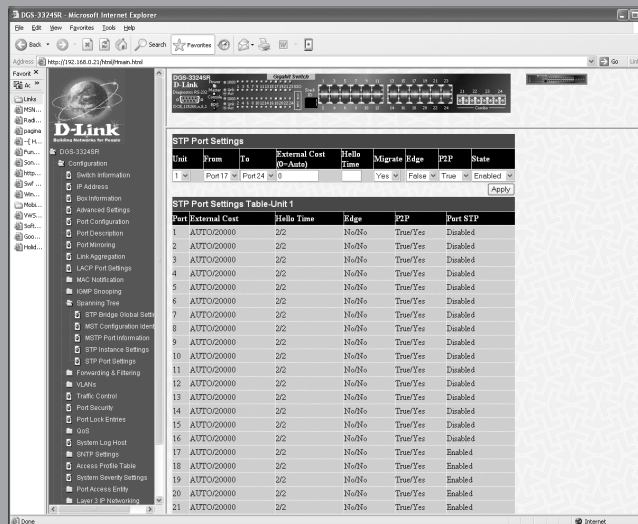 DGS-3324SR - Microsoft Internet Explorer
File Edit View Favorites Tools Help
Back Search Favorites
Address http://192.168.0.21/html/Hmain.html Go
Favorit
Links
MSN...
Radi...
pagina
Fun...
Son...
http...
Swf ...
Win...
Mobi...
VWS...
Soft...
Goo...
Holid...
D-Link
Building Networks for People
DGS-3324SR
Configuration
Switch Information
IP Address
Box Information
Advanced Settings
Port Configuration
Port Description
Port Mirroring
Link Aggregation
LACP Port Settings
MAC Notification
IGMP Snooping
Spanning Tree
STP Bridge Global Settin
MST Configuration Ident
MSTP Port Information
STP Instance Settings
STP Port Settings
Forwarding & Filtering
VLANs
Traffic Control
Port Security
Port Lock Entries
QoS
System Log Host
SNTP Settings
Access Profile Table
System Severity Settings
Port Access Entity
Layer 3 IP Networking
DGS-3324SR
D-Link
Gigabit Switch
STP Port Settings
Unit From To External Cost (0=Auto) Hello Time Migrate Edge P2P State
1 Port 17 Port 24 0 Yes False True Enabled
Apply
STP Port Settings Table-Unit 1
Port External Cost Hello Time Edge P2P Port STP
1 AUTO/20000 2/2 No/No True/Yes Disabled
2 AUTO/20000 2/2 No/No True/Yes Disabled
3 AUTO/20000 2/2 No/No True/Yes Disabled
4 AUTO/20000 2/2 No/No True/Yes Disabled
5 AUTO/20000 2/2 No/No True/Yes Disabled
6 AUTO/20000 2/2 No/No True/Yes Disabled
7 AUTO/20000 2/2 No/No True/Yes Disabled
8 AUTO/20000 2/2 No/No True/Yes Disabled
9 AUTO/20000 2/2 No/No True/Yes Disabled
10 AUTO/20000 2/2 No/No True/Yes Disabled
11 AUTO/20000 2/2 No/No True/Yes Disabled
12 AUTO/20000 2/2 No/No True/Yes Disabled
13 AUTO/20000 2/2 No/No True/Yes Disabled
14 AUTO/20000 2/2 No/No True/Yes Disabled
15 AUTO/20000 2/2 No/No True/Yes Disabled
16 AUTO/20000 2/2 No/No True/Yes Disabled
17 AUTO/20000 2/2 No/No True/Yes Enabled
18 AUTO/20000 2/2 No/No True/Yes Enabled
19 AUTO/20000 2/2 No/No True/Yes Enabled
20 AUTO/20000 2/2 No/No True/Yes Enabled
21 AUTO/20000 2/2 No/No True/Yes Enabled
Done Internet